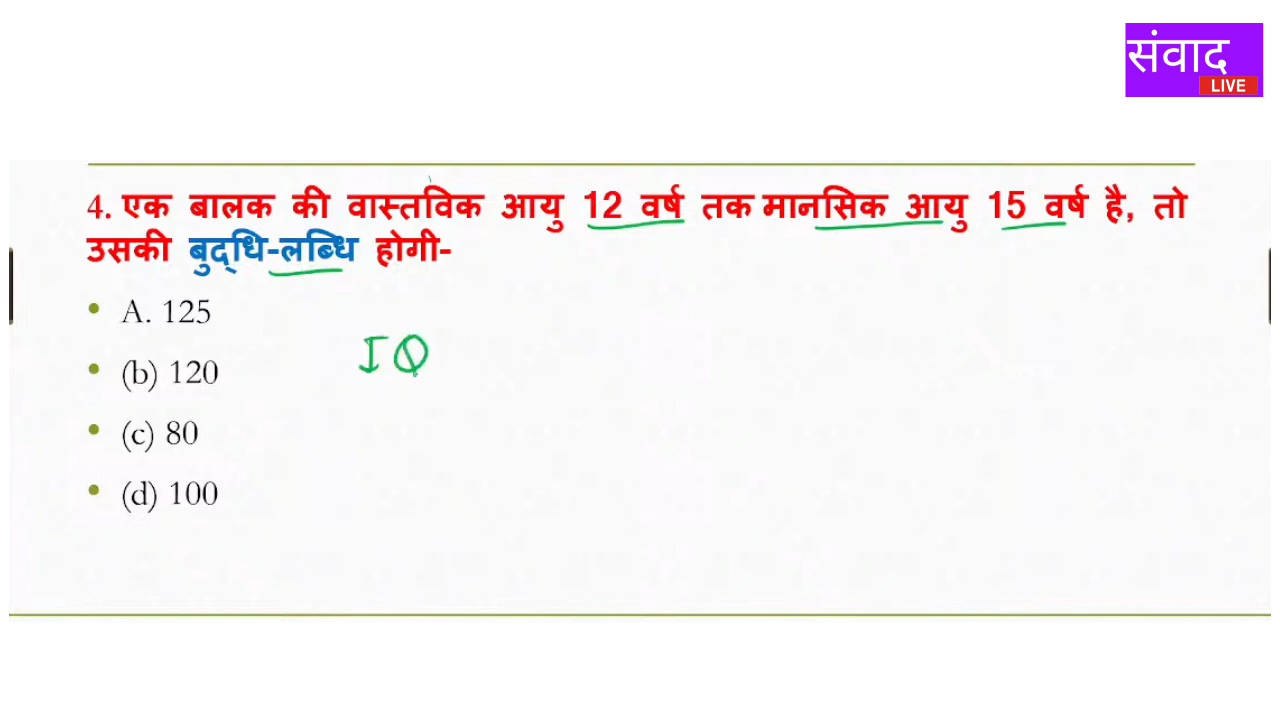 संवाद
LIVE
4. एक बालक की वास्तविक आयु 12 वर्ष तक मानसिक आयु 15 वर्ष है, तो
उसकी बुद्धि-लब्धि होगी-
• A. 125
IQ
• (b) 120
• (c) 80
• (d) 100